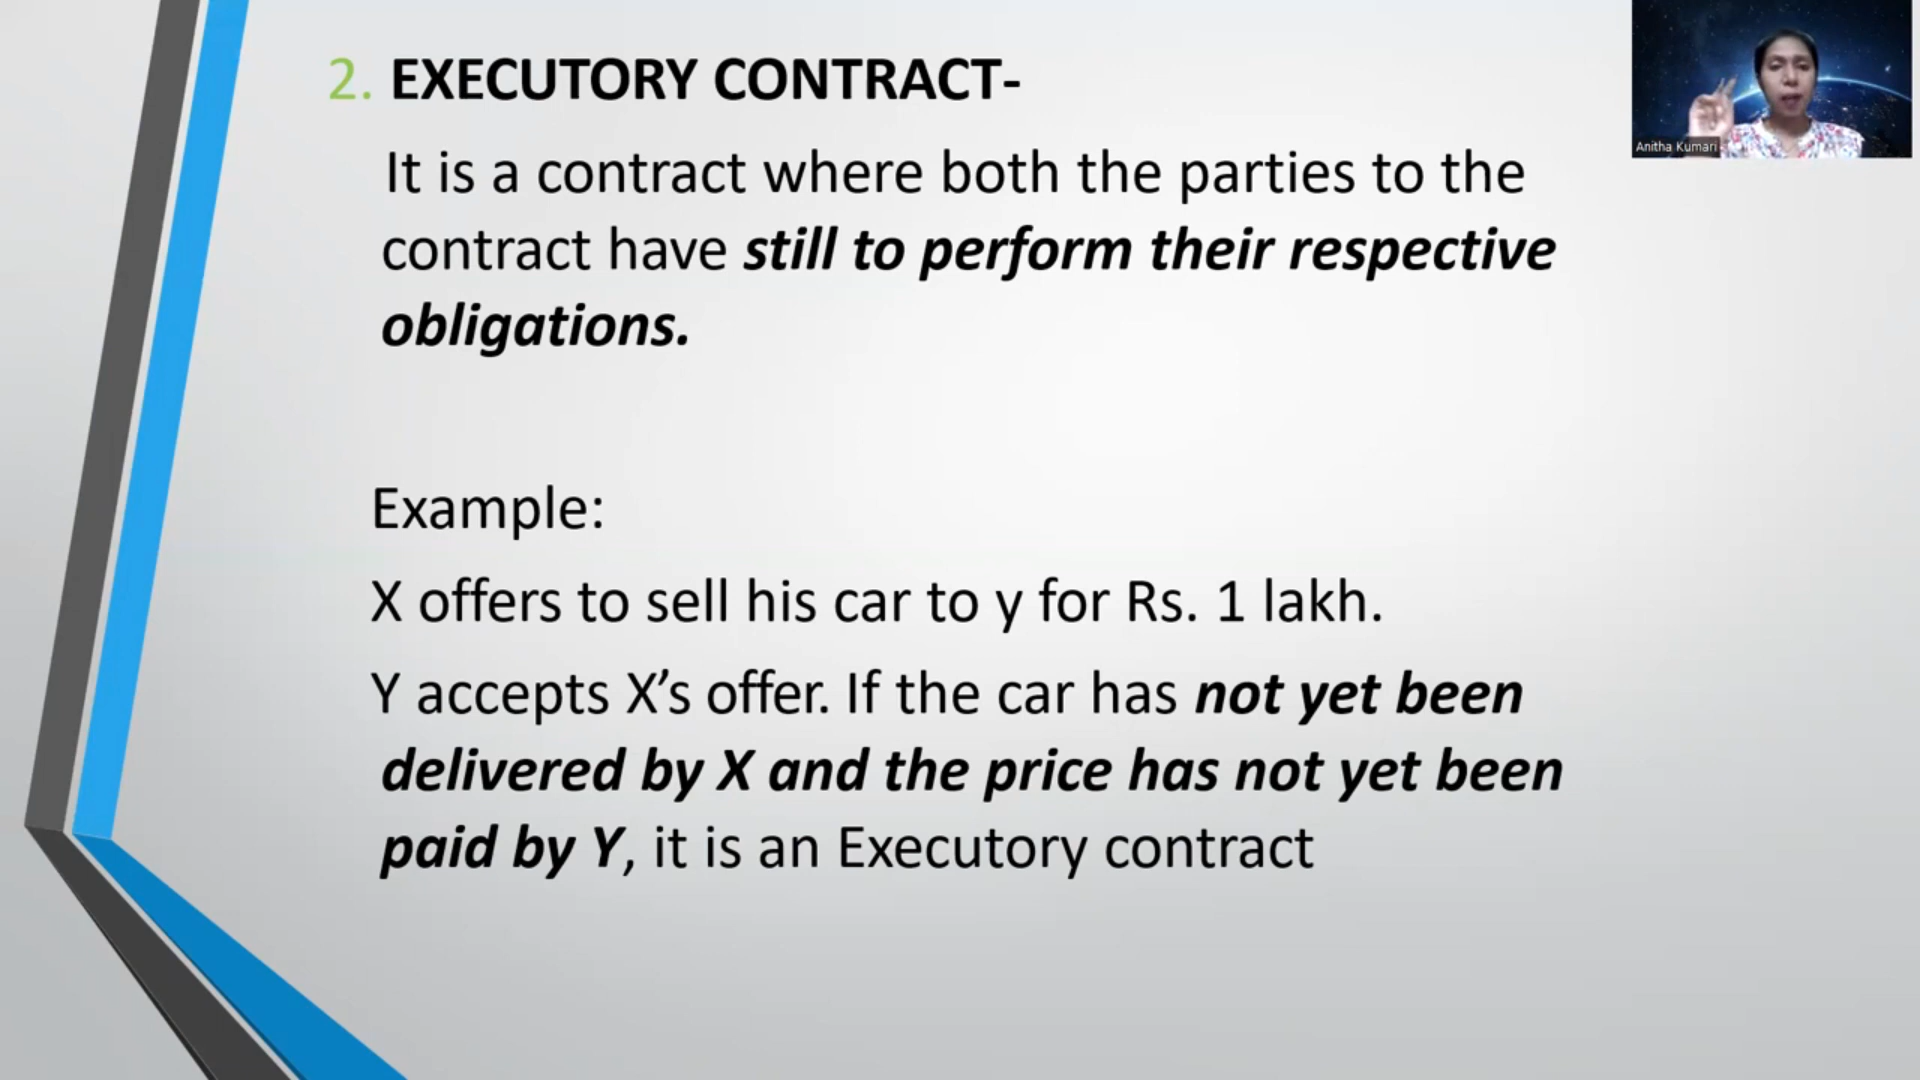 2. EXECUTORY CONTRACT-
It is a contract where both the parties to the
contract have still to perform their respective
obligations.
Example:
X offers to sell his car to y for Rs. 1 lakh.
Y accepts X’s offer. If the car has not yet been
delivered by X and the price has not yet been
paid by Y, it is an Executory contract
Anitha Kumari